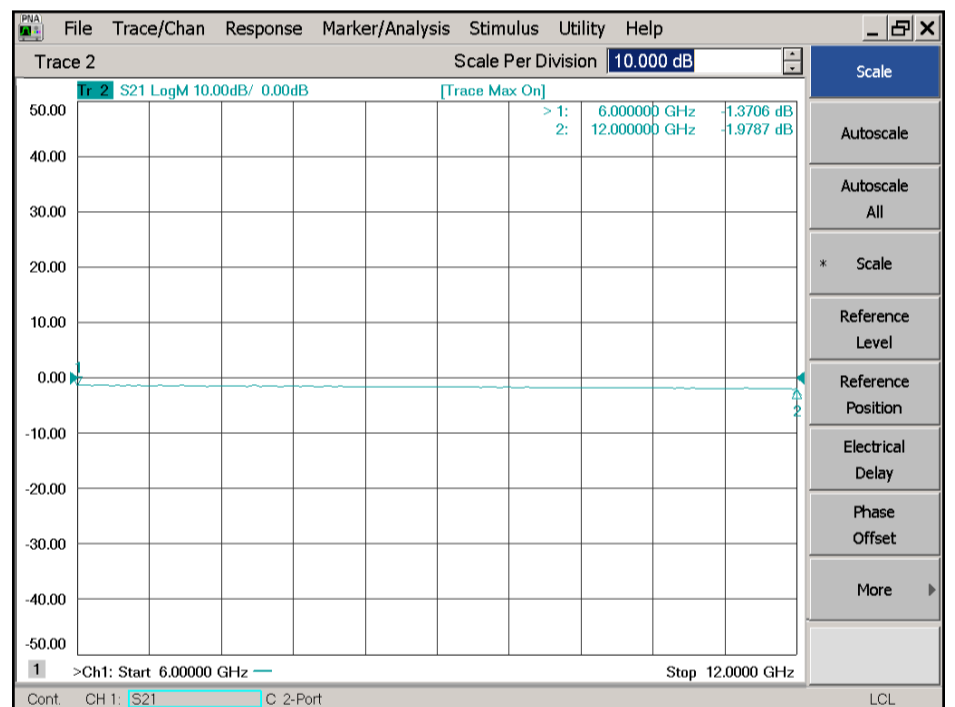 PNA File Trace/Chan Response Marker/Analysis Stimulus Utility Help
Trace 2 Scale Per Division 10.000 dB
Tr 2 S21 LogM 10.00dB/ 0.00dB [Trace Max On]
> 1: 6.000000 GHz -1.3706 dB
2: 12.000000 GHz -1.9787 dB
50.00
40.00
30.00
20.00
10.00
0.00
-10.00
-20.00
-30.00
-40.00
-50.00
1
2
1 >Ch1: Start 6.00000 GHz Stop 12.0000 GHz
Cont. CH 1: S21 C 2-Port LCL
Scale
Autoscale
Autoscale
All
* Scale
Reference
Level
Reference
Position
Electrical
Delay
Phase
Offset
More